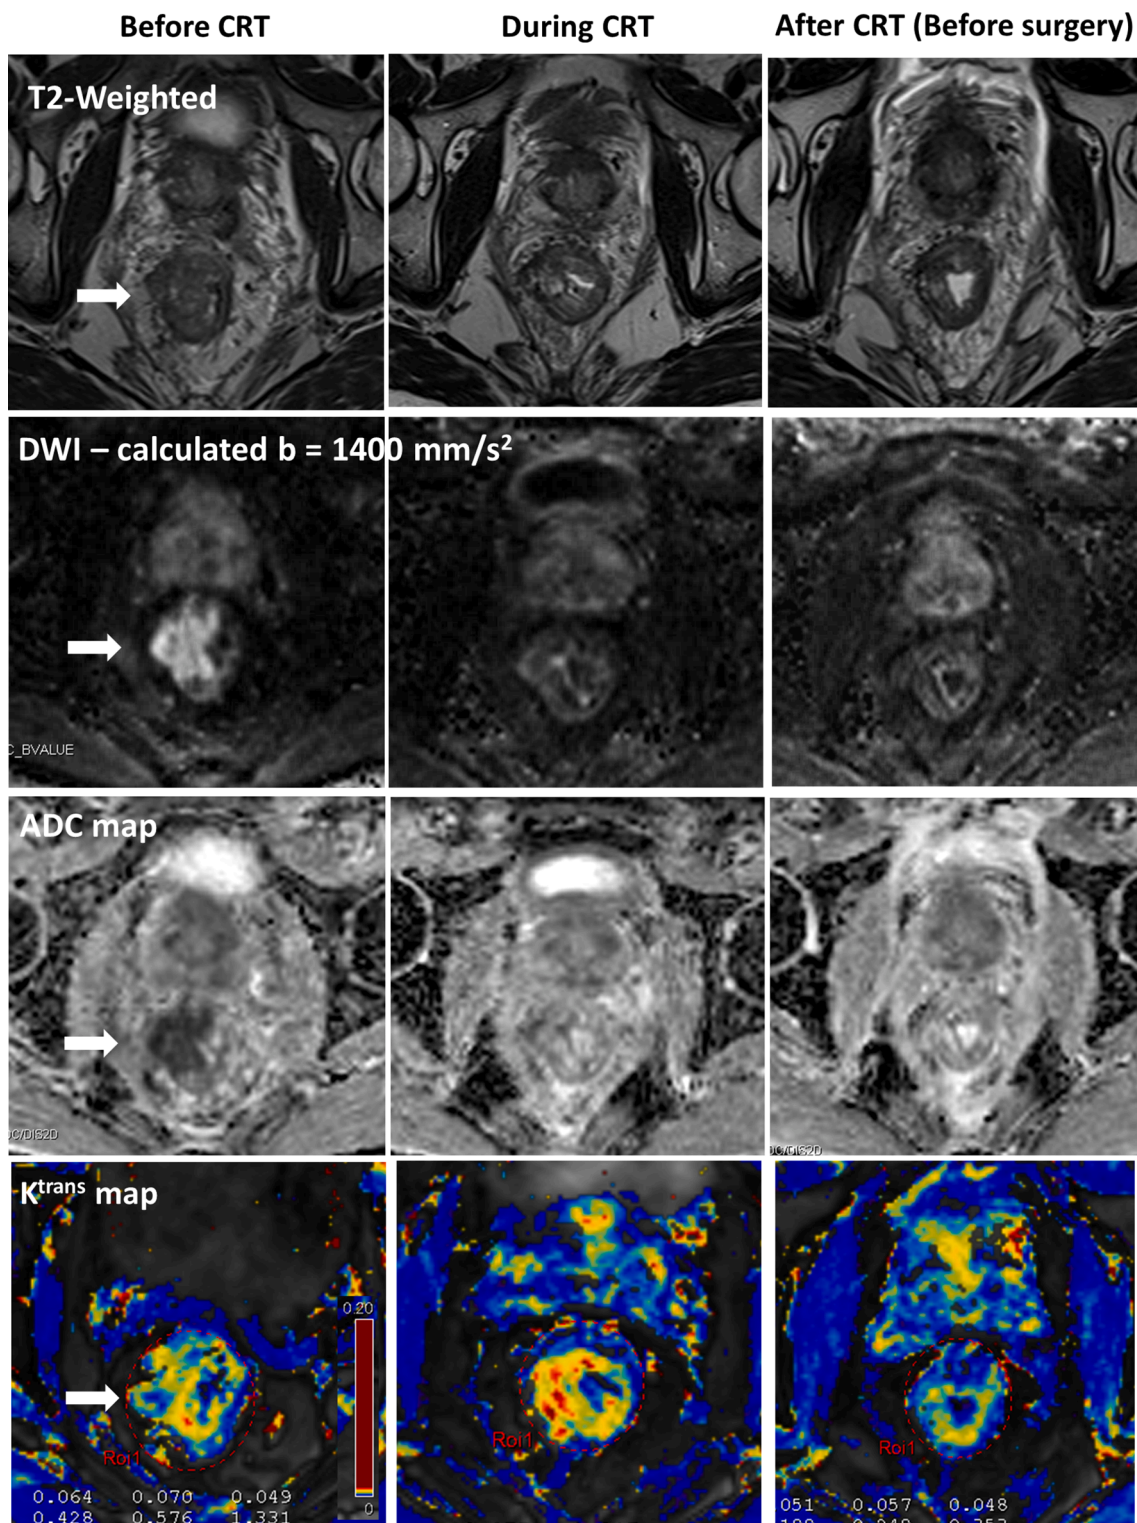 Before CRT
During CRT
After CRT (Before surgery)
T2-Weighted
DWI – calculated b = 1400 mm/s²
C_BVALUE
ADC map
DC/DIS2D
DC/DIS2D
K^trans map
0.20
0
Roi1
Roi1
Roi1
0.064 0.070 0.049
0.428 0.576 1.331
051 0.057 0.048